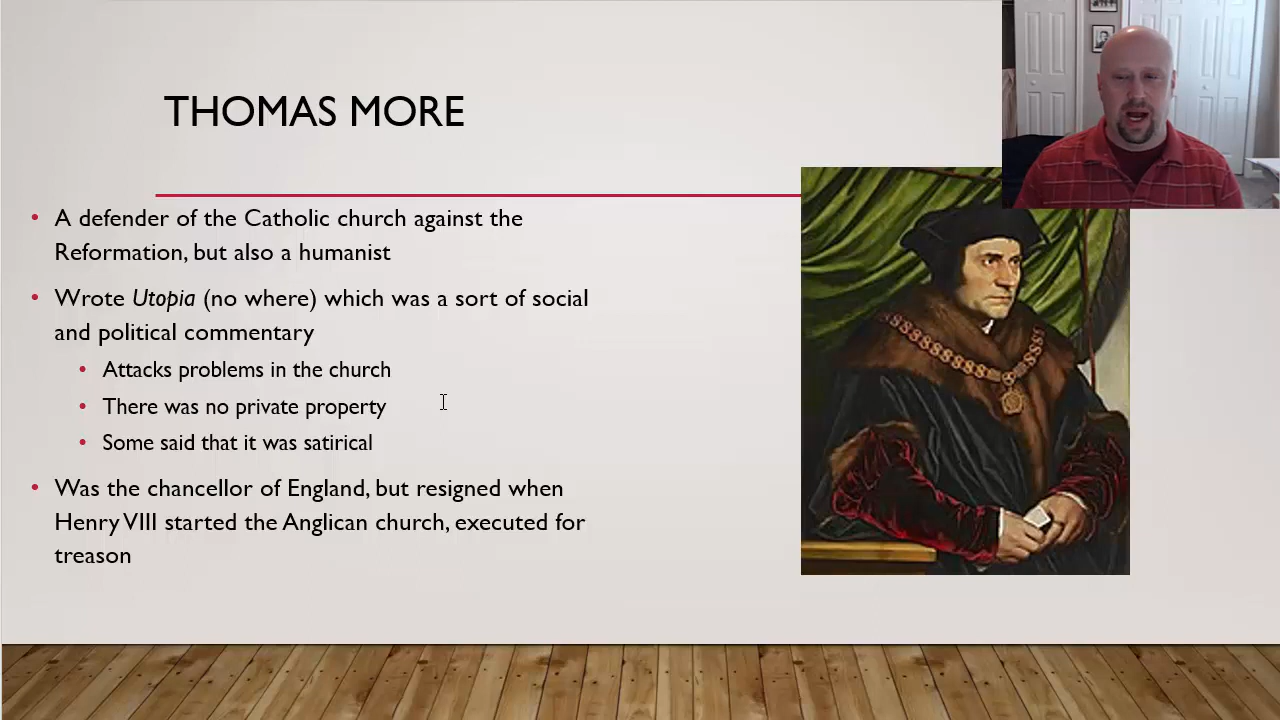 THOMAS MORE
• A defender of the Catholic church against the
Reformation, but also a humanist
• Wrote Utopia (no where) which was a sort of social
and political commentary
• Attacks problems in the church
• There was no private property
• Some said that it was satirical
• Was the chancellor of England, but resigned when
Henry VIII started the Anglican church, executed for
treason